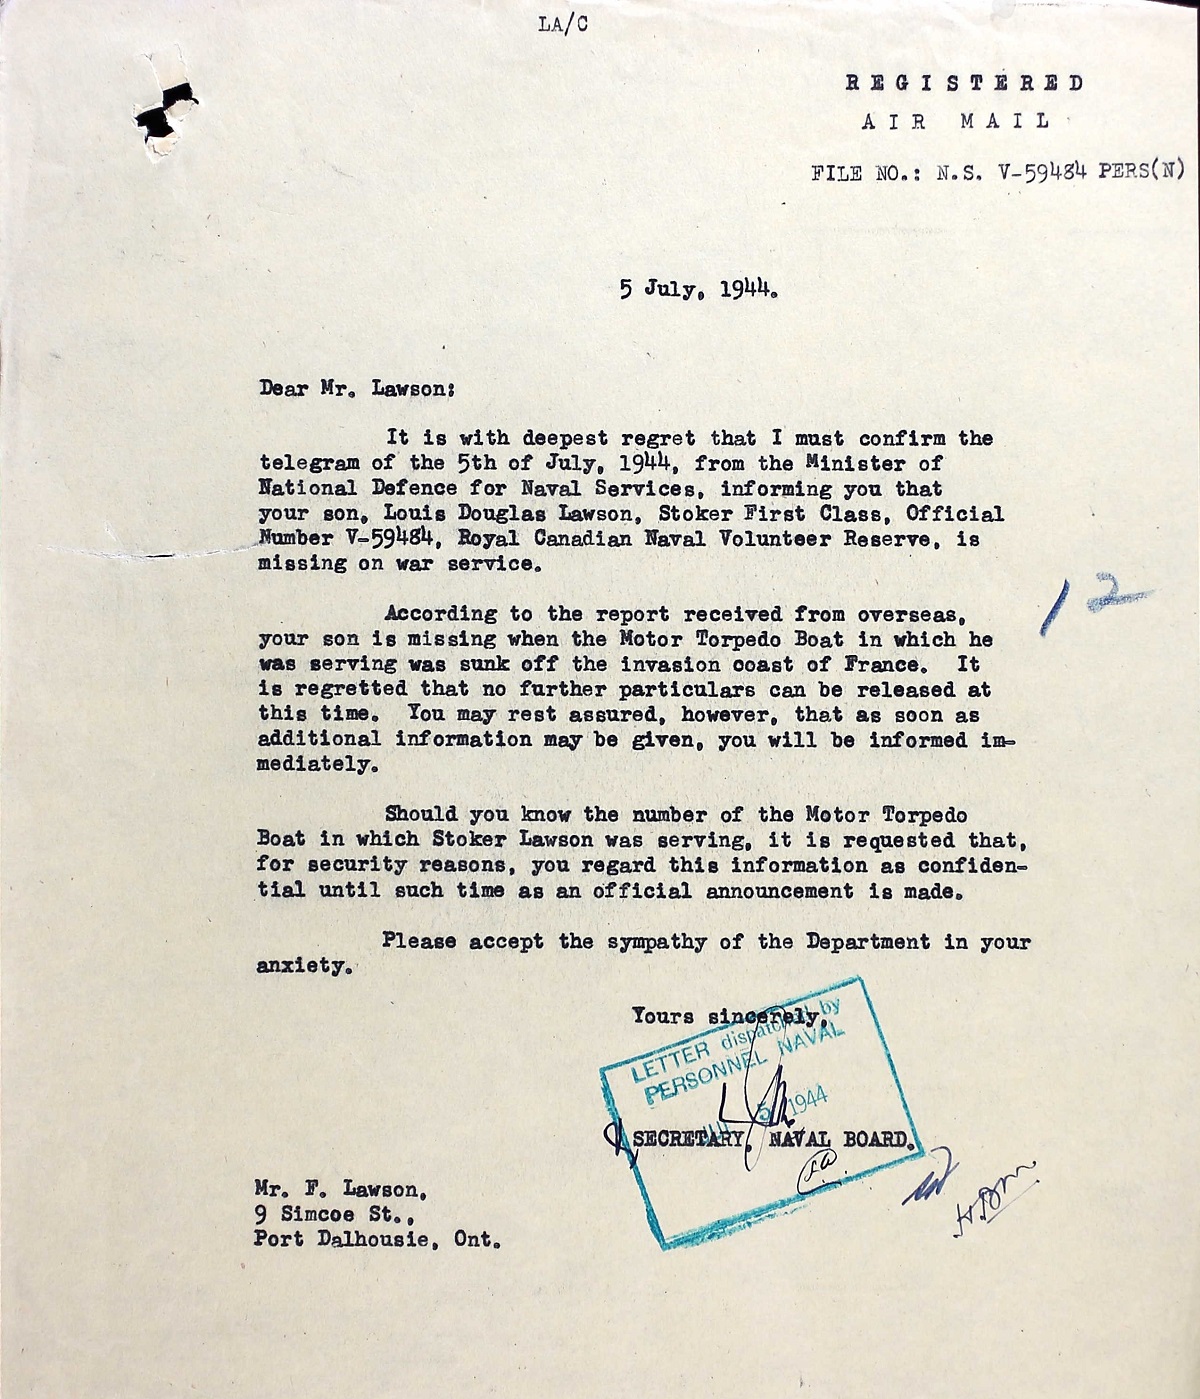 LA/C
REGISTERED
AIR MAIL
FILE NO.: N.S. V-59484 PERS(N)
5 July, 1944.
Dear Mr. Lawson:
It is with deepest regret that I must confirm the
telegram of the 5th of July, 1944, from the Minister of
National Defence for Naval Services, informing you that
your son, Louis Douglas Lawson, Stoker First Class, Official
Number V-59484, Royal Canadian Naval Volunteer Reserve, is
missing on war service.
12
According to the report received from overseas,
your son is missing when the Motor Torpedo Boat in which he
was serving was sunk off the invasion coast of France. It
is regretted that no further particulars can be released at
this time. You may rest assured, however, that as soon as
additional information may be given, you will be informed im-
mediately.
Should you know the number of the Motor Torpedo
Boat in which Stoker Lawson was serving, it is requested that,
for security reasons, you regard this information as confiden-
tial until such time as an official announcement is made.
Please accept the sympathy of the Department in your
anxiety.
Yours sincerely,
LETTER dispatched by
PERSONNEL NAVAL
5 1944
SECRETARY, NAVAL BOARD.
Mr. F. Lawson,
9 Simcoe St.,
Port Dalhousie, Ont.